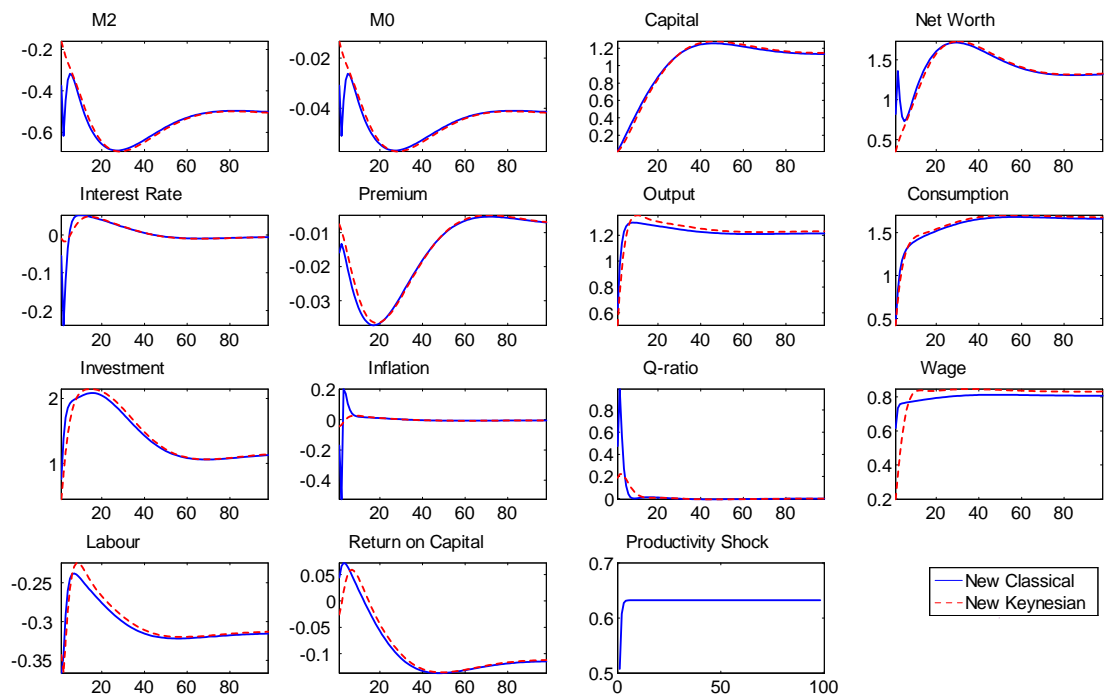 M2 M0 Capital Net Worth
-0.2 -0.02 1.2 1.5
-0.4 -0.04 1 1
-0.6 0.8 0.5
0.6
0.4
0.2
20 40 60 80 20 40 60 80 20 40 60 80 20 40 60 80
Interest Rate Premium Output Consumption
0 -0.01 1.2 1.5
-0.1 -0.02 1 1
-0.2 -0.03 0.8 0.5
0.6
20 40 60 80 20 40 60 80 20 40 60 80 20 40 60 80
Investment Inflation Q-ratio Wage
2 0.2 0.8 0.8
1 0 0.6 0.6
-0.2 0.4 0.4
-0.4 0.2 0.2
0
20 40 60 80 20 40 60 80 20 40 60 80 20 40 60 80
Labour Return on Capital Productivity Shock
-0.25 0.05 0.7
-0.3 0 0.6
-0.35 -0.05 0.5
-0.1
20 40 60 80 20 40 60 80 0 50 100
New Classical
New Keynesian